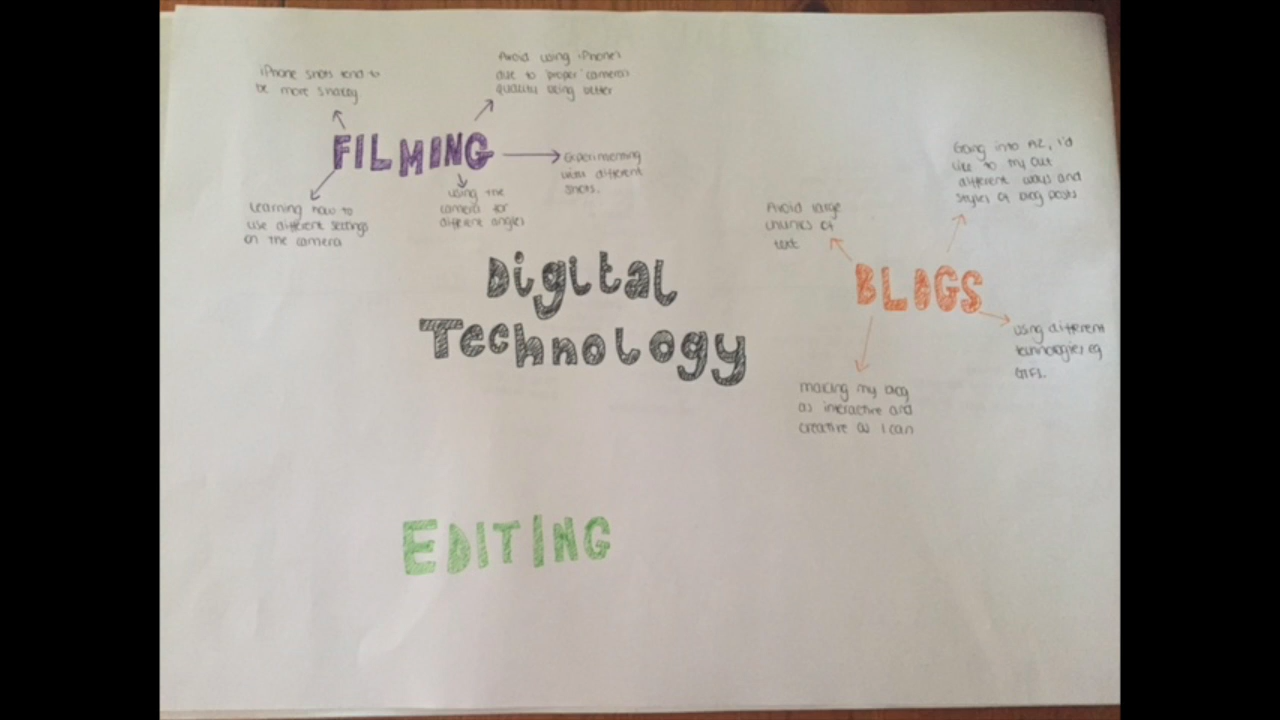 iPhone shots tend to
be more shakey
Avoid using iPhone's
due to 'proper' camera's
quality being better
FILMING
Experimenting
with different
shots.
Learning how to
use different settings
on the camera
using the
camera for
different angles
Digital
Technology
Going into A2, I'd
like to try out
different ways and
styles of blog posts
Avoid large
chunks of
text
BLOGS
using different
technologies eg
GIFs.
making my blog
as interactive and
creative as I can
EDITING